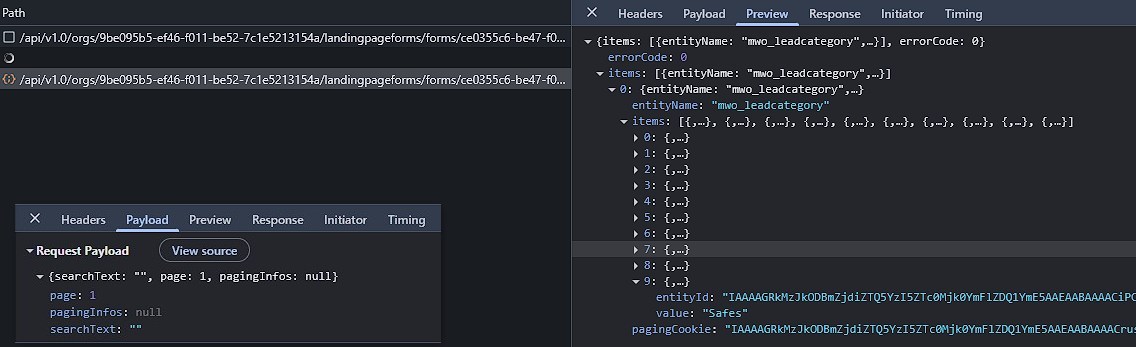 Path
/api/v1.0/orgs/9be095b5-ef46-f011-be52-7c1e5213154a/landingpageforms/forms/ce0355c6-be47-f0...
/api/v1.0/orgs/9be095b5-ef46-f011-be52-7c1e5213154a/landingpageforms/forms/ce0355c6-be47-f0...
Headers Payload Preview Response Initiator Timing
Request Payload View source
{searchText: "", page: 1, pagingInfos: null}
page: 1
pagingInfos: null
searchText: ""
Headers Payload Preview Response Initiator Timing
{items: [{entityName: "mwo_leadcategory",…}], errorCode: 0}
errorCode: 0
items: [{entityName: "mwo_leadcategory",…}]
0: {entityName: "mwo_leadcategory",…}
entityName: "mwo_leadcategory"
items: [{,…}, {,…}, {,…}, {,…}, {,…}, {,…}, {,…}, {,…}, {,…}, {,…}]
0: {,…}
1: {,…}
2: {,…}
3: {,…}
4: {,…}
5: {,…}
6: {,…}
7: {,…}
8: {,…}
9: {,…}
entityId: "IAAAAGRkMzJkODBmZjdiZTQ5YzI5ZTc0Mjk0YmFlZDQ1YmE5AAEAABAAAACiPC
value: "Safes"
pagingCookie: "IAAAAGRkMzJkODBmZjdiZTQ5YzI5ZTc0Mjk0YmFlZDQ1YmE5AAEAABAAAACrus